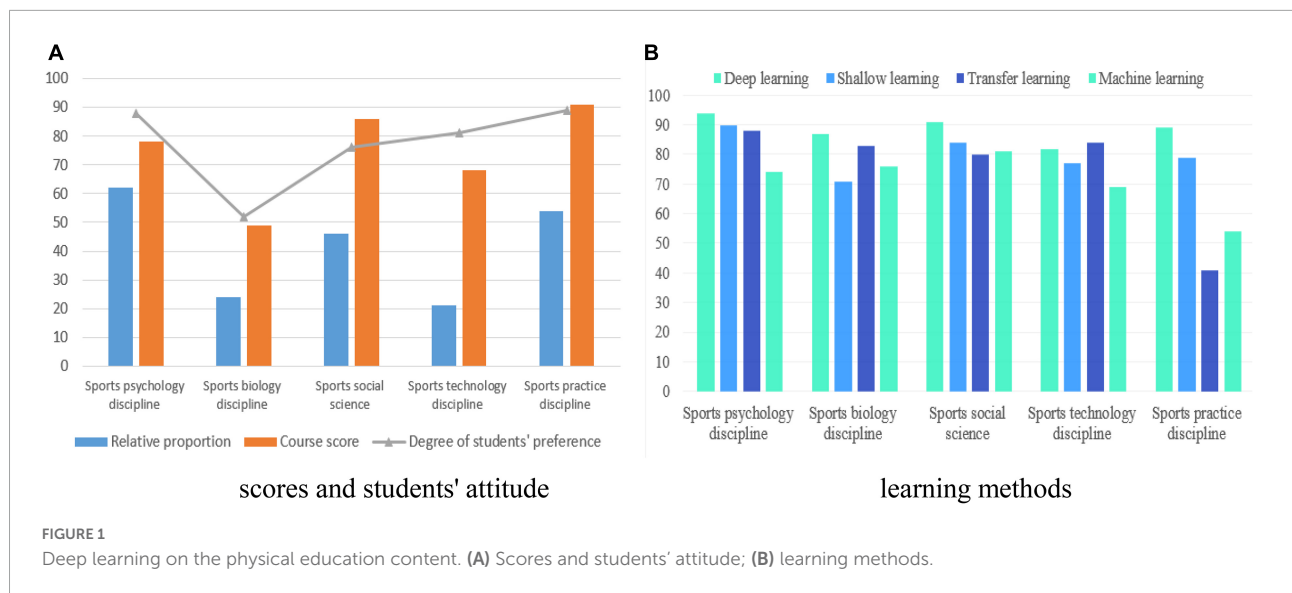 A
100
90
80
70
60
50
40
30
20
10
0
Sports psychology
discipline
Sports biology
discipline
Sports social
science
Sports technology
discipline
Sports practice
discipline
Relative proportion
Course score
Degree of students' preference
scores and students' attitude
B
Deep learning
Shallow learning
Transfer learning
Machine learning
100
90
80
70
60
50
40
30
20
10
0
Sports psychology
discipline
Sports biology
discipline
Sports social
science
Sports technology
discipline
Sports practice
discipline
learning methods
FIGURE 1
Deep learning on the physical education content. (A) Scores and students’ attitude; (B) learning methods.